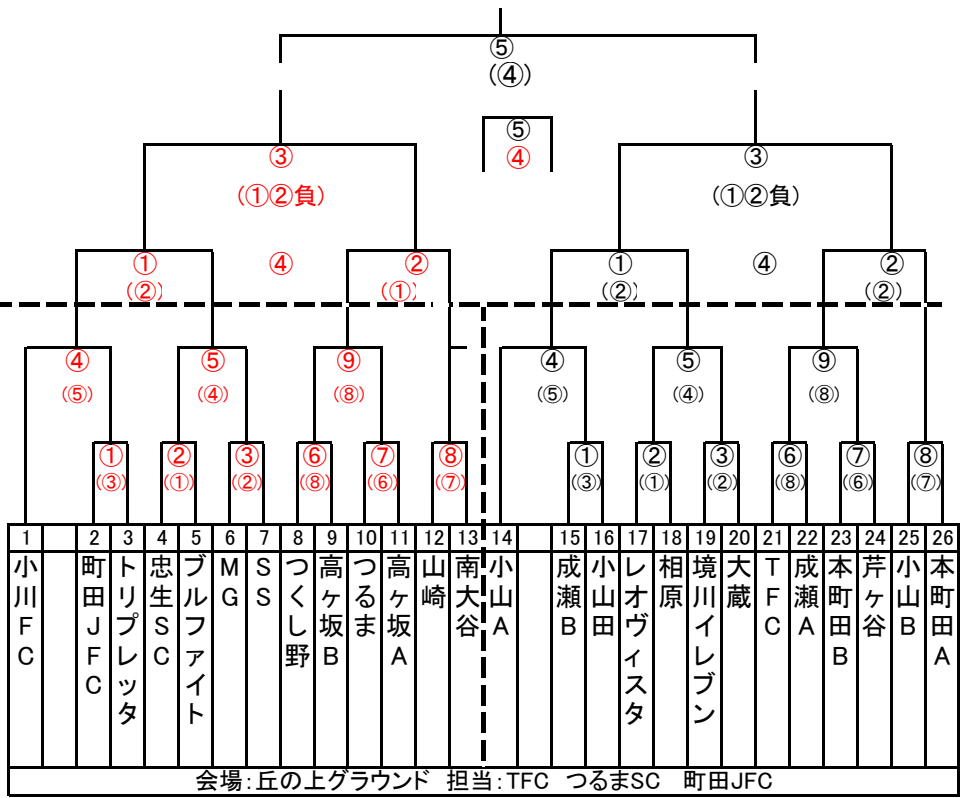 ⑤
(④)
⑤
④
③
(①②負)
③
(①②負)
① ④ ②
(②) (①)
① ④ ②
(②) (②)
④ ⑤ ⑨ ④ ⑤ ⑨
(⑤) (④) (⑧) (⑤) (④) (⑧)
① ② ③ ⑥ ⑦ ⑧ ① ② ③ ⑥ ⑦ ⑧
(③) (①) (②) (⑧) (⑥) (⑦) (③) (①) (②) (⑧) (⑥) (⑦)
1 2 3 4 5 6 7 8 9 10 11 12 13 14 15 16 17 18 19 20 21 22 23 24 25 26
小川FC
町田JFC
トリプレッタ
忠生SC
ブルファイト
MG
SS
つくし野
高ヶ坂B
つるま
高ヶ坂A
山崎
南大谷
小山A
成瀬B
小山田
レオヴィスタ
相原
境川イレブン
大蔵
TFC
成瀬A
本町田B
芹ヶ谷
小山B
本町田A
会場:丘の上グラウンド 担当:TFC つるまSC 町田JFC